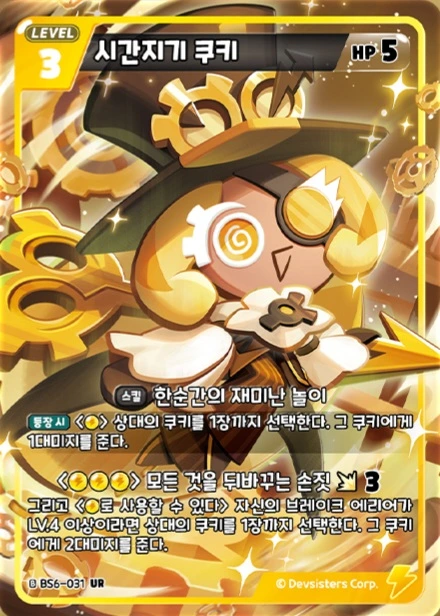 LEVEL
3
시간지기 쿠키
HP 5
스킬 한순간의 재미난 놀이
등장 시 〈⚡〉 상대의 쿠키를 1장까지 선택한다. 그 쿠키에게
1대미지를 준다.
〈⚡⚡⚡〉 모든 것을 뒤바꾸는 손짓 3
그리고 〈⚡로 사용할 수 있다〉 자신의 브레이크 에리어가
LV.4 이상이라면 상대의 쿠키를 1장까지 선택한다. 그 쿠키
에게 2대미지를 준다.
B BS6-031 UR
© Devsisters Corp.